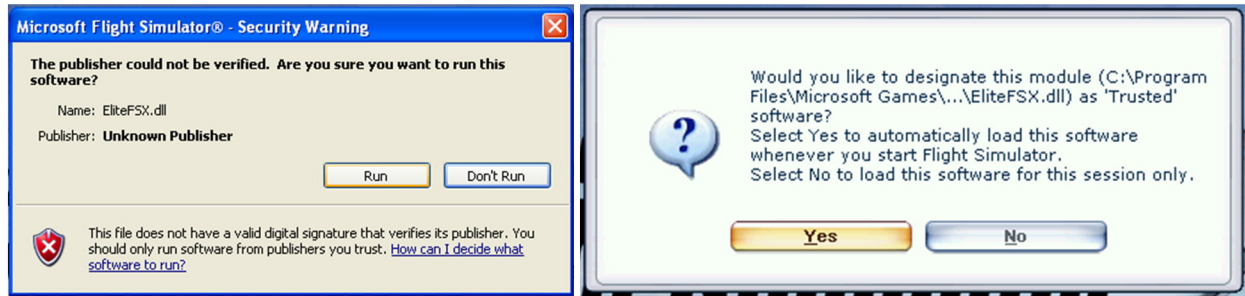 Microsoft Flight Simulator® - Security Warning
The publisher could not be verified.  Are you sure you want to run this
software?
Name: EliteFSX.dll
Publisher: Unknown Publisher
Run
Don't Run
This file does not have a valid digital signature that verifies its publisher. You
should only run software from publishers you trust. How can I decide what
software to run?
Would you like to designate this module (C:\Program
Files\Microsoft Games\...\EliteFSX.dll) as 'Trusted'
software?
Select Yes to automatically load this software
whenever you start Flight Simulator.
Select No to load this software for this session only.
Yes
No